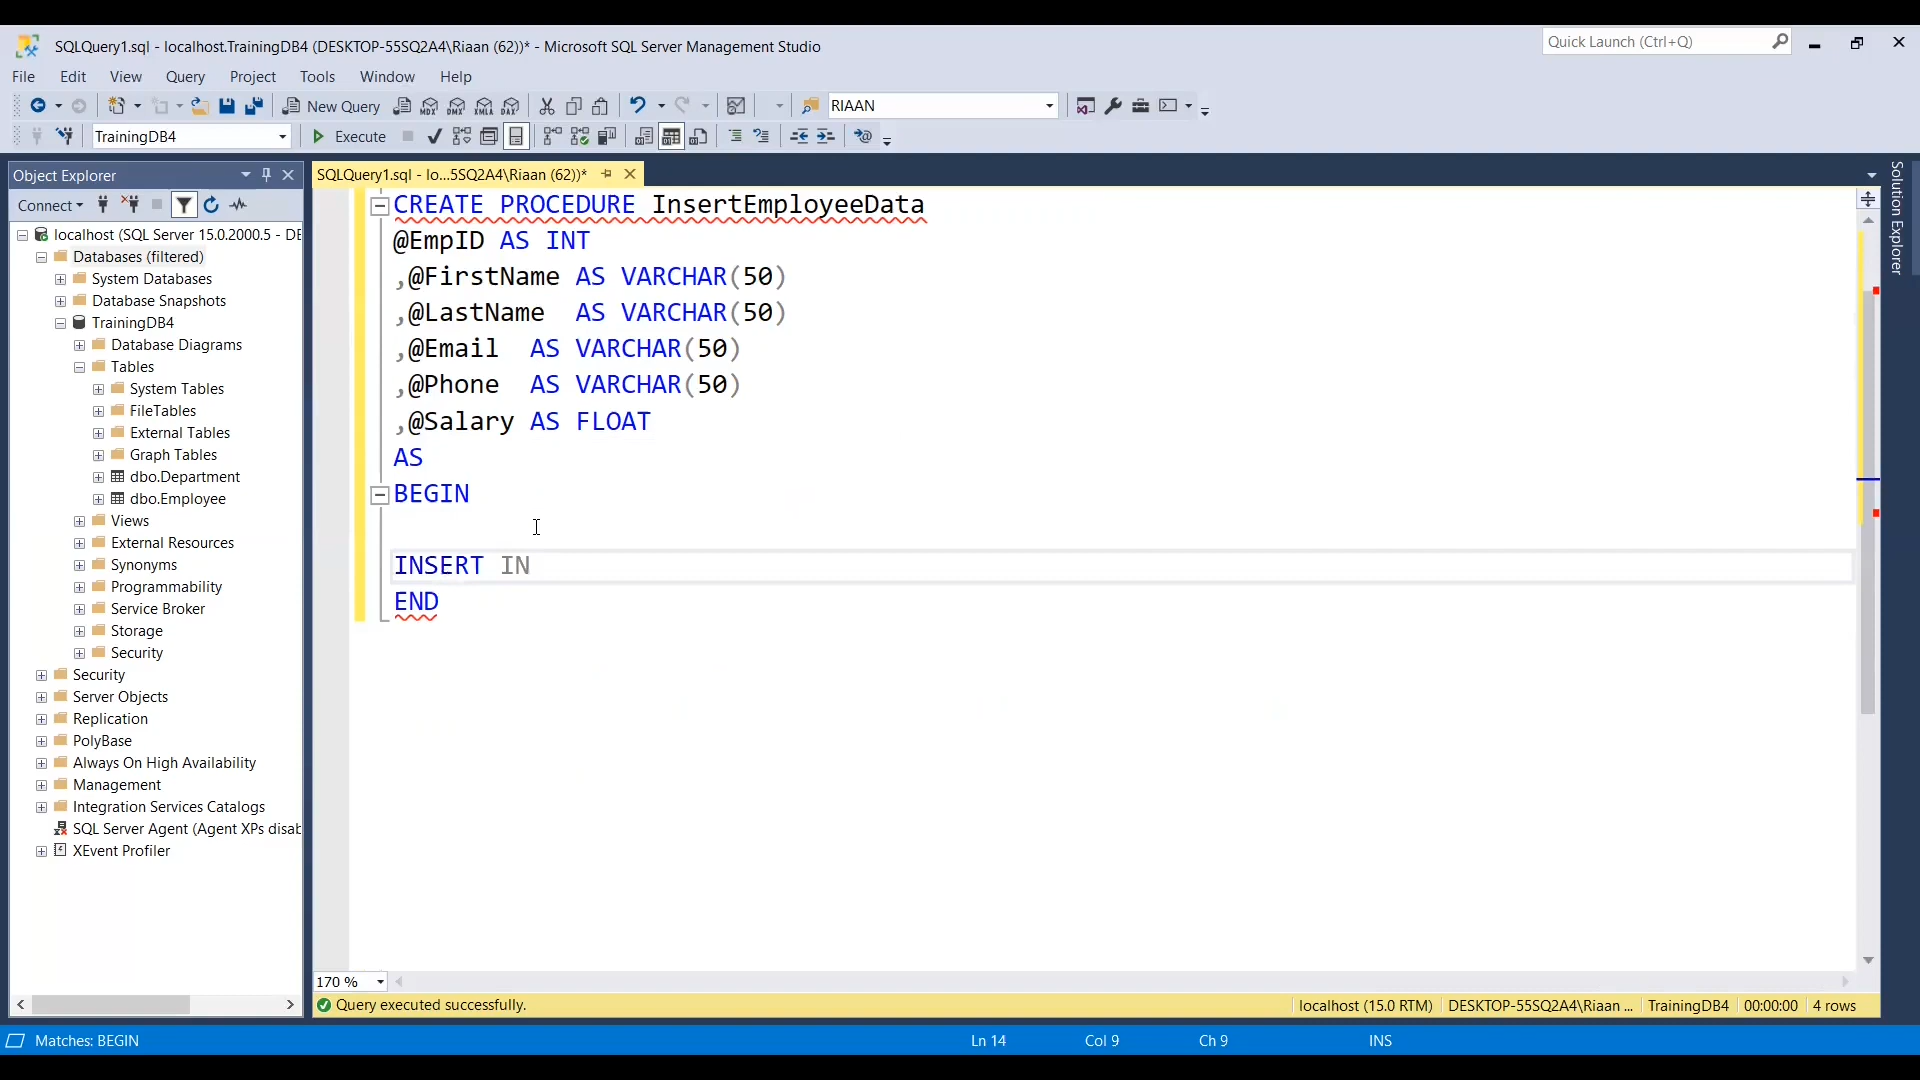 SQLQuery1.sql - localhost.TrainingDB4 (DESKTOP-55SQ2A4\Riaan (62))* - Microsoft SQL Server Management Studio
Quick Launch (Ctrl+Q)
File Edit View Query Project Tools Window Help
New Query MDX DMX XMLA DAX RIAAN
TrainingDB4 Execute
Object Explorer
SQLQuery1.sql - lo...5SQ2A4\Riaan (62))*
Solution Explorer
Connect
localhost (SQL Server 15.0.2000.5 - DE
Databases (filtered)
System Databases
Database Snapshots
TrainingDB4
Database Diagrams
Tables
System Tables
FileTables
External Tables
Graph Tables
dbo.Department
dbo.Employee
Views
External Resources
Synonyms
Programmability
Service Broker
Storage
Security
Security
Server Objects
Replication
PolyBase
Always On High Availability
Management
Integration Services Catalogs
SQL Server Agent (Agent XPs disab
XEvent Profiler
CREATE PROCEDURE InsertEmployeeData
@EmpID AS INT
,@FirstName AS VARCHAR(50)
,@LastName  AS VARCHAR(50)
,@Email  AS VARCHAR(50)
,@Phone  AS VARCHAR(50)
,@Salary AS FLOAT
AS
BEGIN
INSERT IN
END
170 %
Query executed successfully.
localhost (15.0 RTM) DESKTOP-55SQ2A4\Riaan ... TrainingDB4 00:00:00 4 rows
Matches: BEGIN Ln 14 Col 9 Ch 9 INS